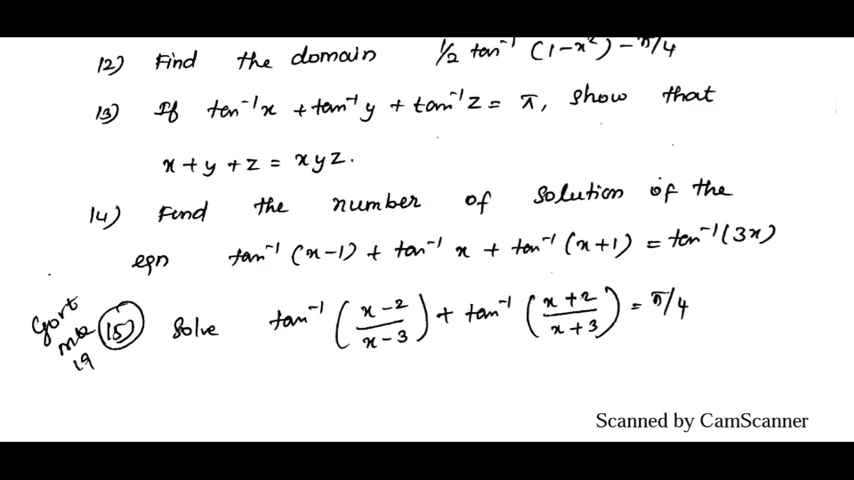 12) Find the domain 1/2 tan⁻¹ (1-x²) - π/4
13) If tan⁻¹x + tan⁻¹y + tan⁻¹z = π, show that
x + y + z = xyz.
14) Find the number of solution of the
eqn tan⁻¹ (x-1) + tan⁻¹ x + tan⁻¹ (x+1) = tan⁻¹ (3x)
Govt
19
15) Solve tan⁻¹ ((x-2)/(x-3)) + tan⁻¹ ((x+2)/(x+3)) = π/4
Scanned by CamScanner